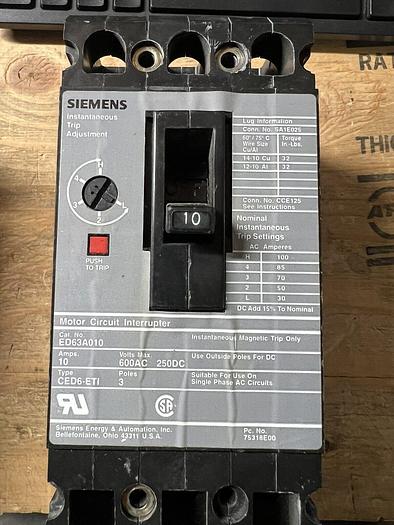 RAT
THIC
SIEMENS
Instantaneous
Trip
Adjustment
H
4
3
2
L
PUSH
TO TRIP
10
Lug Information
Conn. No. SA1E025
60°/75° C
Wire Size
Cu/Al
Torque
In.-Lbs.
14-10 Cu 32
12-10 Al 32
Conn. No. CCE125
See Instructions
Nominal
Instantaneous
Trip Settings
AC Amperes
H 100
4 85
3 70
2 50
L 30
DC Add 15% To Nominal
Motor Circuit Interrupter
Cat. No.
ED63A010
Instantaneous Magnetic Trip Only
Amps.
10
Volts Max.
600AC 250DC
Use Outside Poles For DC
Type
CED6-ETI
Poles
3
Suitable For Use On
Single Phase AC Circuits
Siemens Energy & Automation, Inc.
Bellefontaine, Ohio 43311 U.S.A.
Pc. No.
75318E00